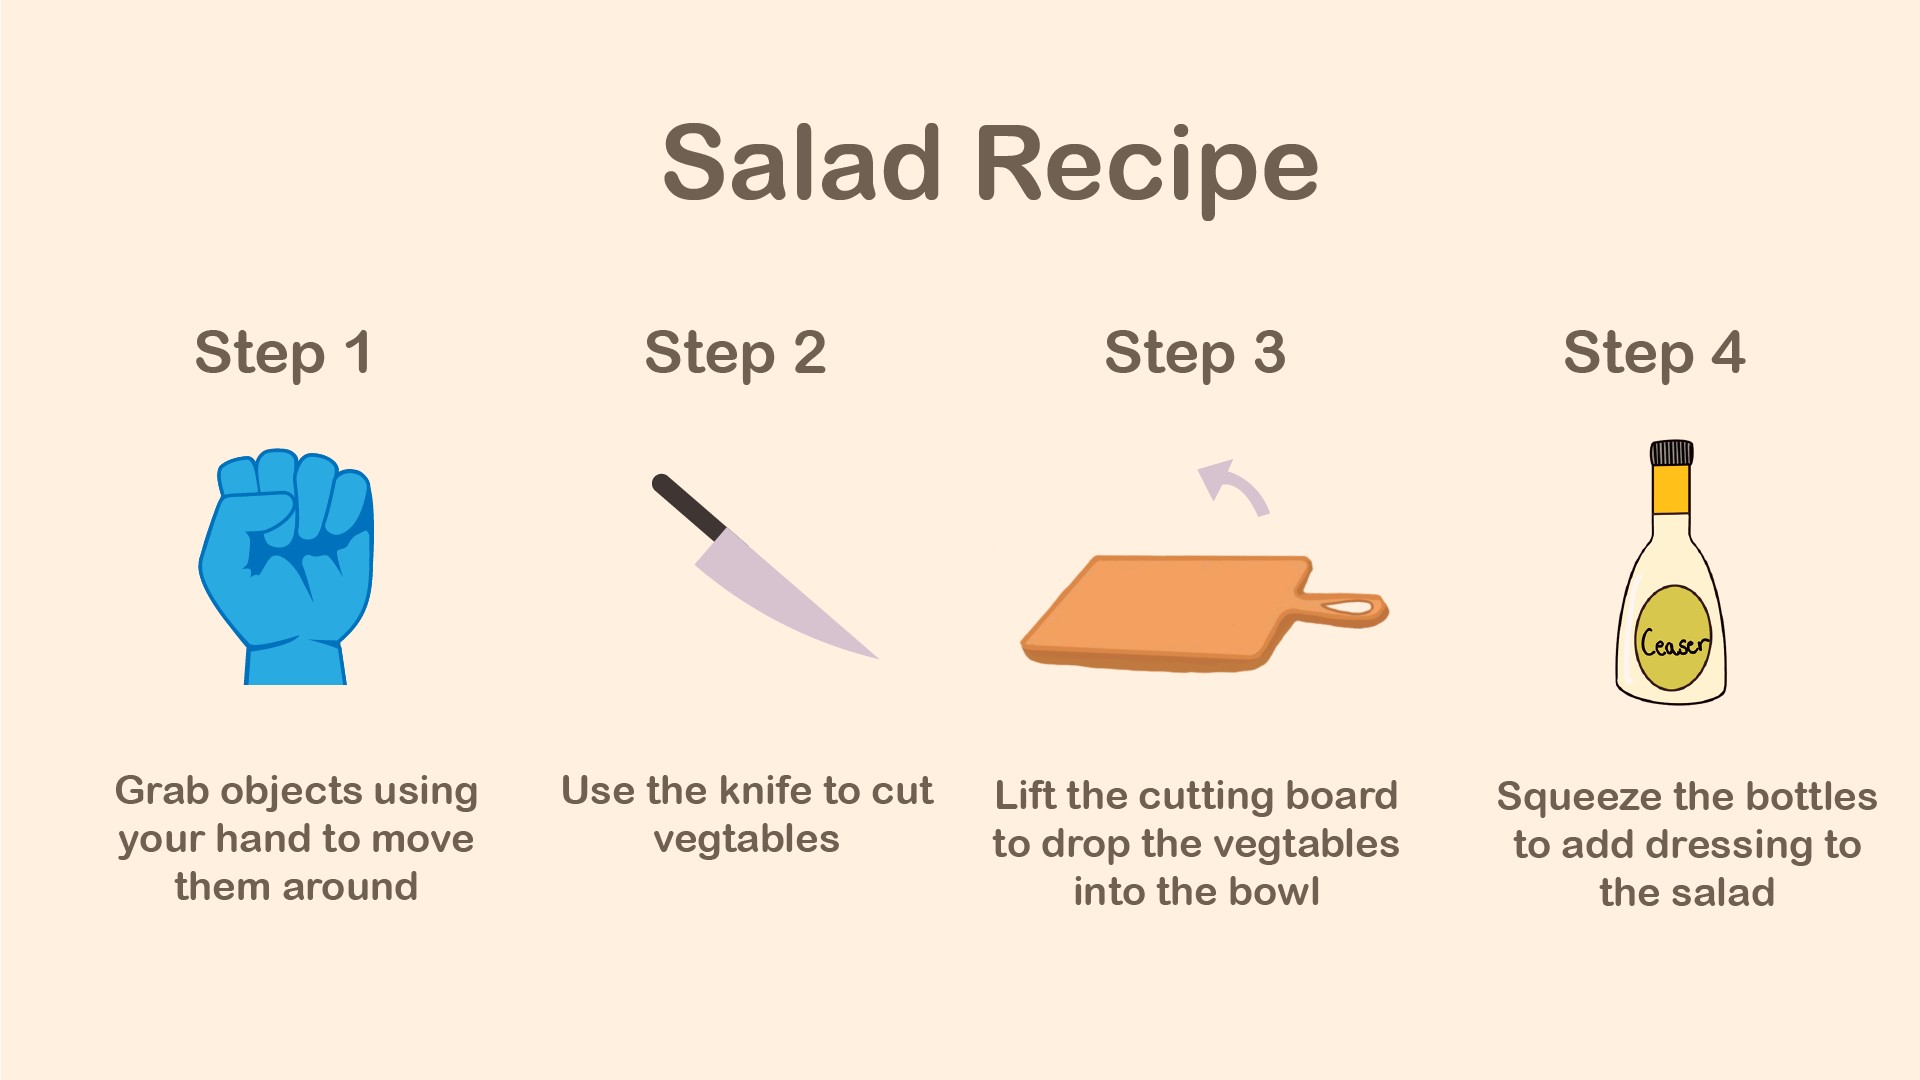 Salad Recipe
Step 1
Grab objects using
your hand to move
them around
Step 2
Use the knife to cut
vegtables
Step 3
Lift the cutting board
to drop the vegtables
into the bowl
Step 4
Ceaser
Squeeze the bottles
to add dressing to
the salad